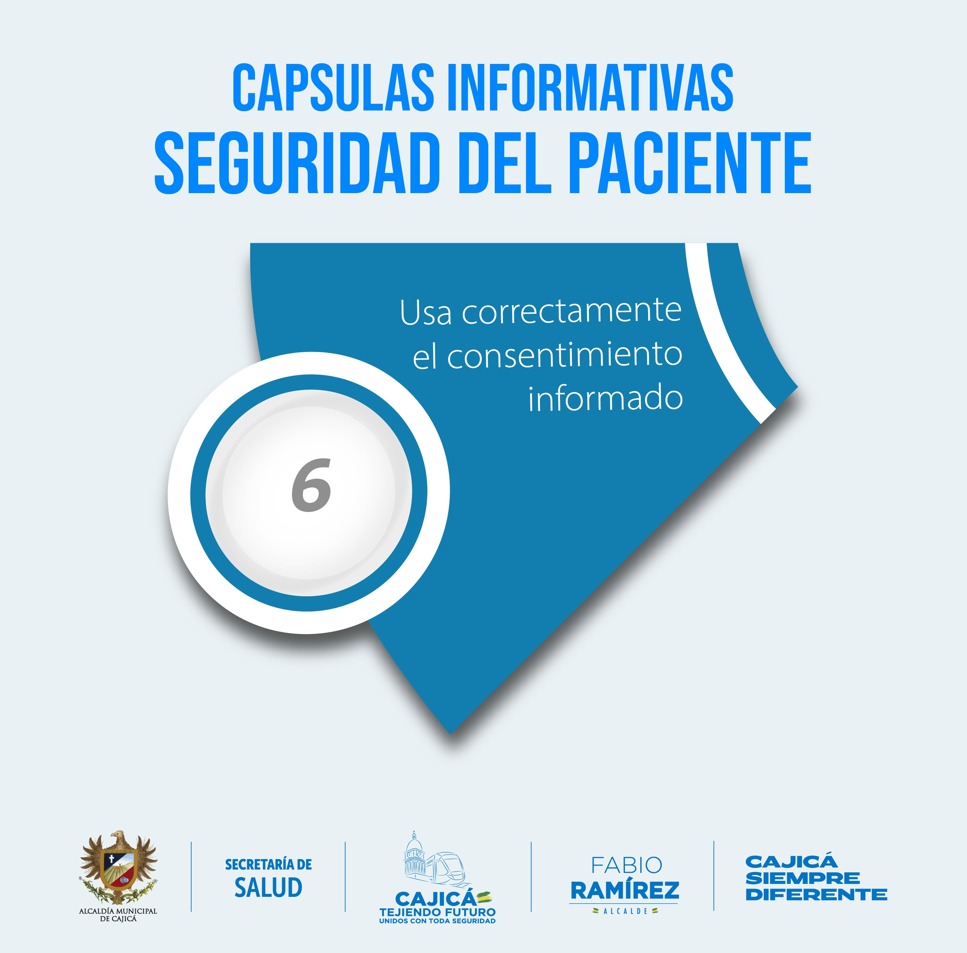 CAPSULAS INFORMATIVAS
SEGURIDAD DEL PACIENTE
Usa correctamente
el consentimiento
informado
6
ALCALDÍA MUNICIPAL
DE CAJICÁ
SECRETARÍA DE
SALUD
CAJICÁ
TEJIENDO FUTURO
UNIDOS CON TODA SEGURIDAD
FABIO
RAMÍREZ
ALCALDE
CAJICÁ
SIEMPRE
DIFERENTE